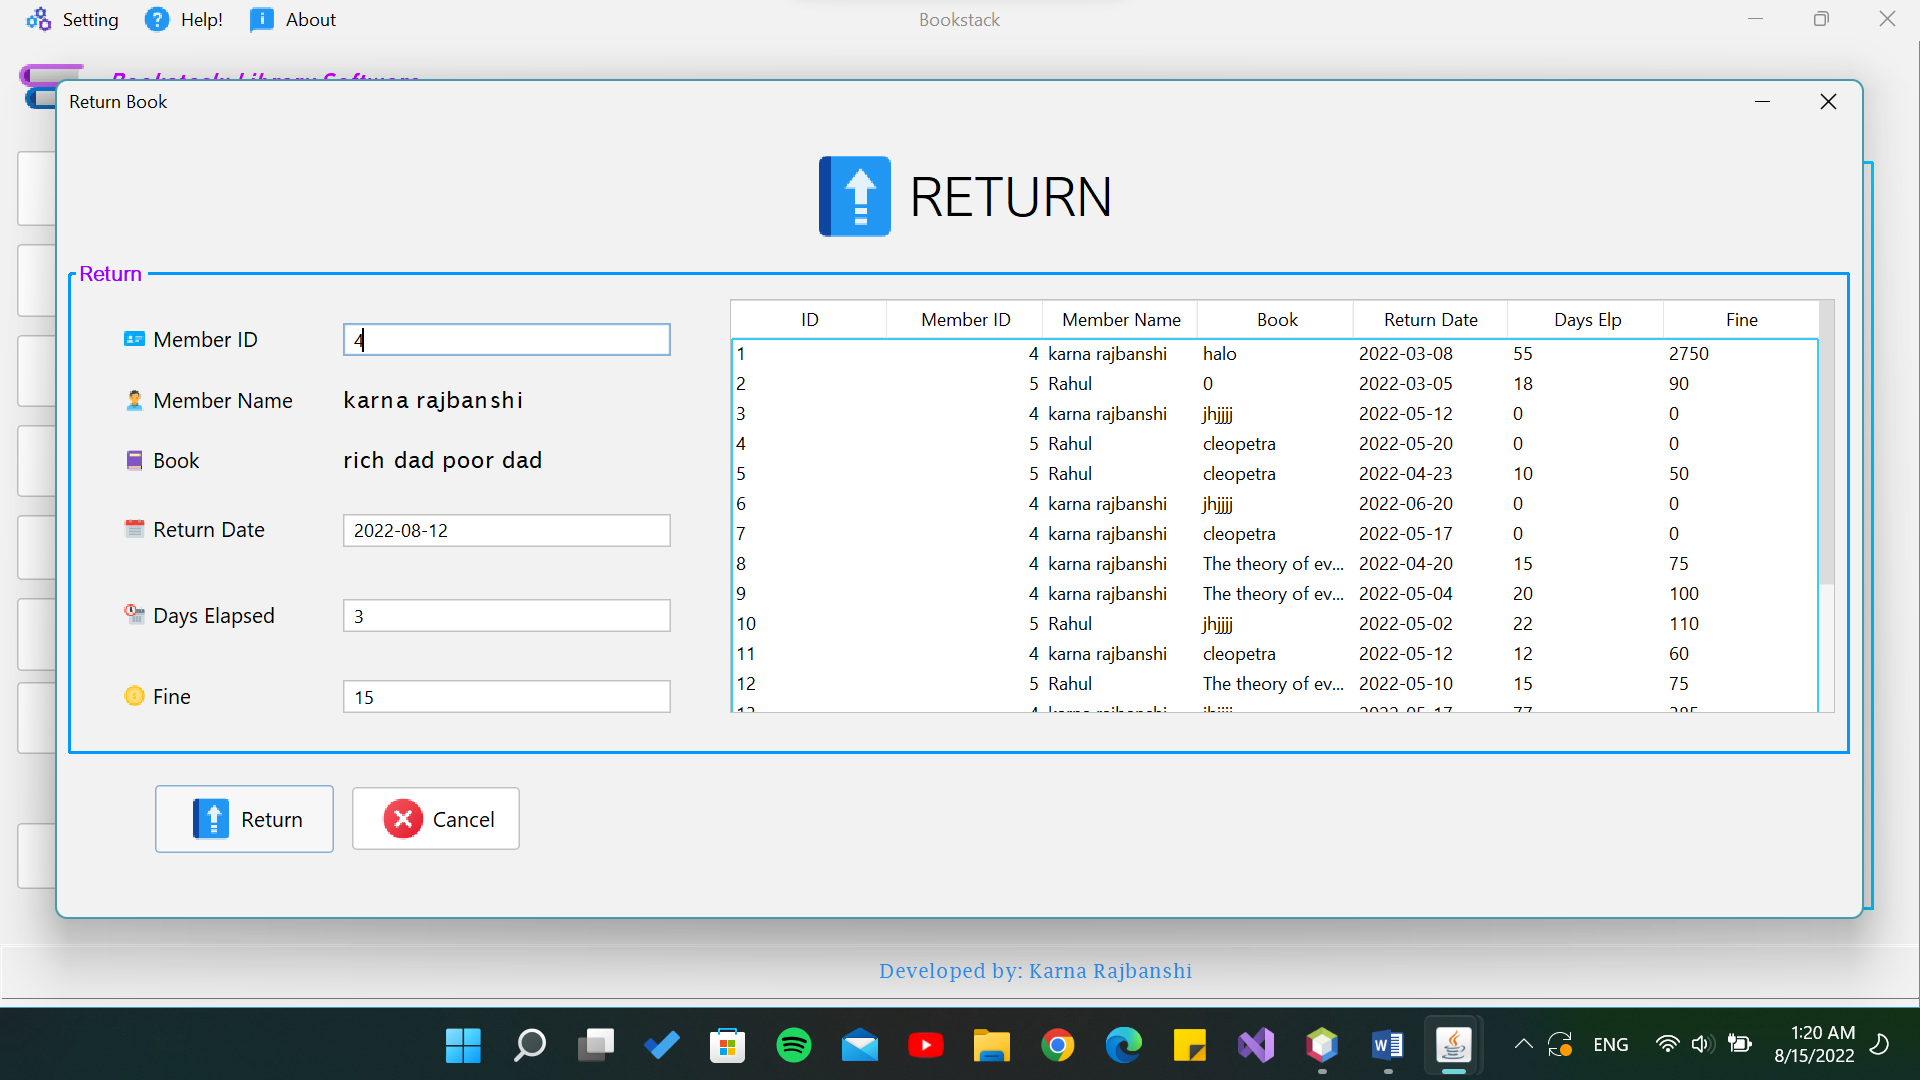 Setting Help! About Bookstack
Return Book
RETURN
Return
Member ID 4
Member Name karna rajbanshi
Book rich dad poor dad
Return Date 2022-08-12
Days Elapsed 3
Fine 15
ID Member ID Member Name Book Return Date Days Elp Fine
1 4 karna rajbanshi halo 2022-03-08 55 2750
2 5 Rahul 0 2022-03-05 18 90
3 4 karna rajbanshi jhjjjj 2022-05-12 0 0
4 5 Rahul cleopetra 2022-05-20 0 0
5 5 Rahul cleopetra 2022-04-23 10 50
6 4 karna rajbanshi jhjjjj 2022-06-20 0 0
7 4 karna rajbanshi cleopetra 2022-05-17 0 0
8 4 karna rajbanshi The theory of ev... 2022-04-20 15 75
9 4 karna rajbanshi The theory of ev... 2022-05-04 20 100
10 5 Rahul jhjjjj 2022-05-02 22 110
11 4 karna rajbanshi cleopetra 2022-05-12 12 60
12 5 Rahul The theory of ev... 2022-05-10 15 75
Return Cancel
Developed by: Karna Rajbanshi
ENG 1:20 AM
8/15/2022